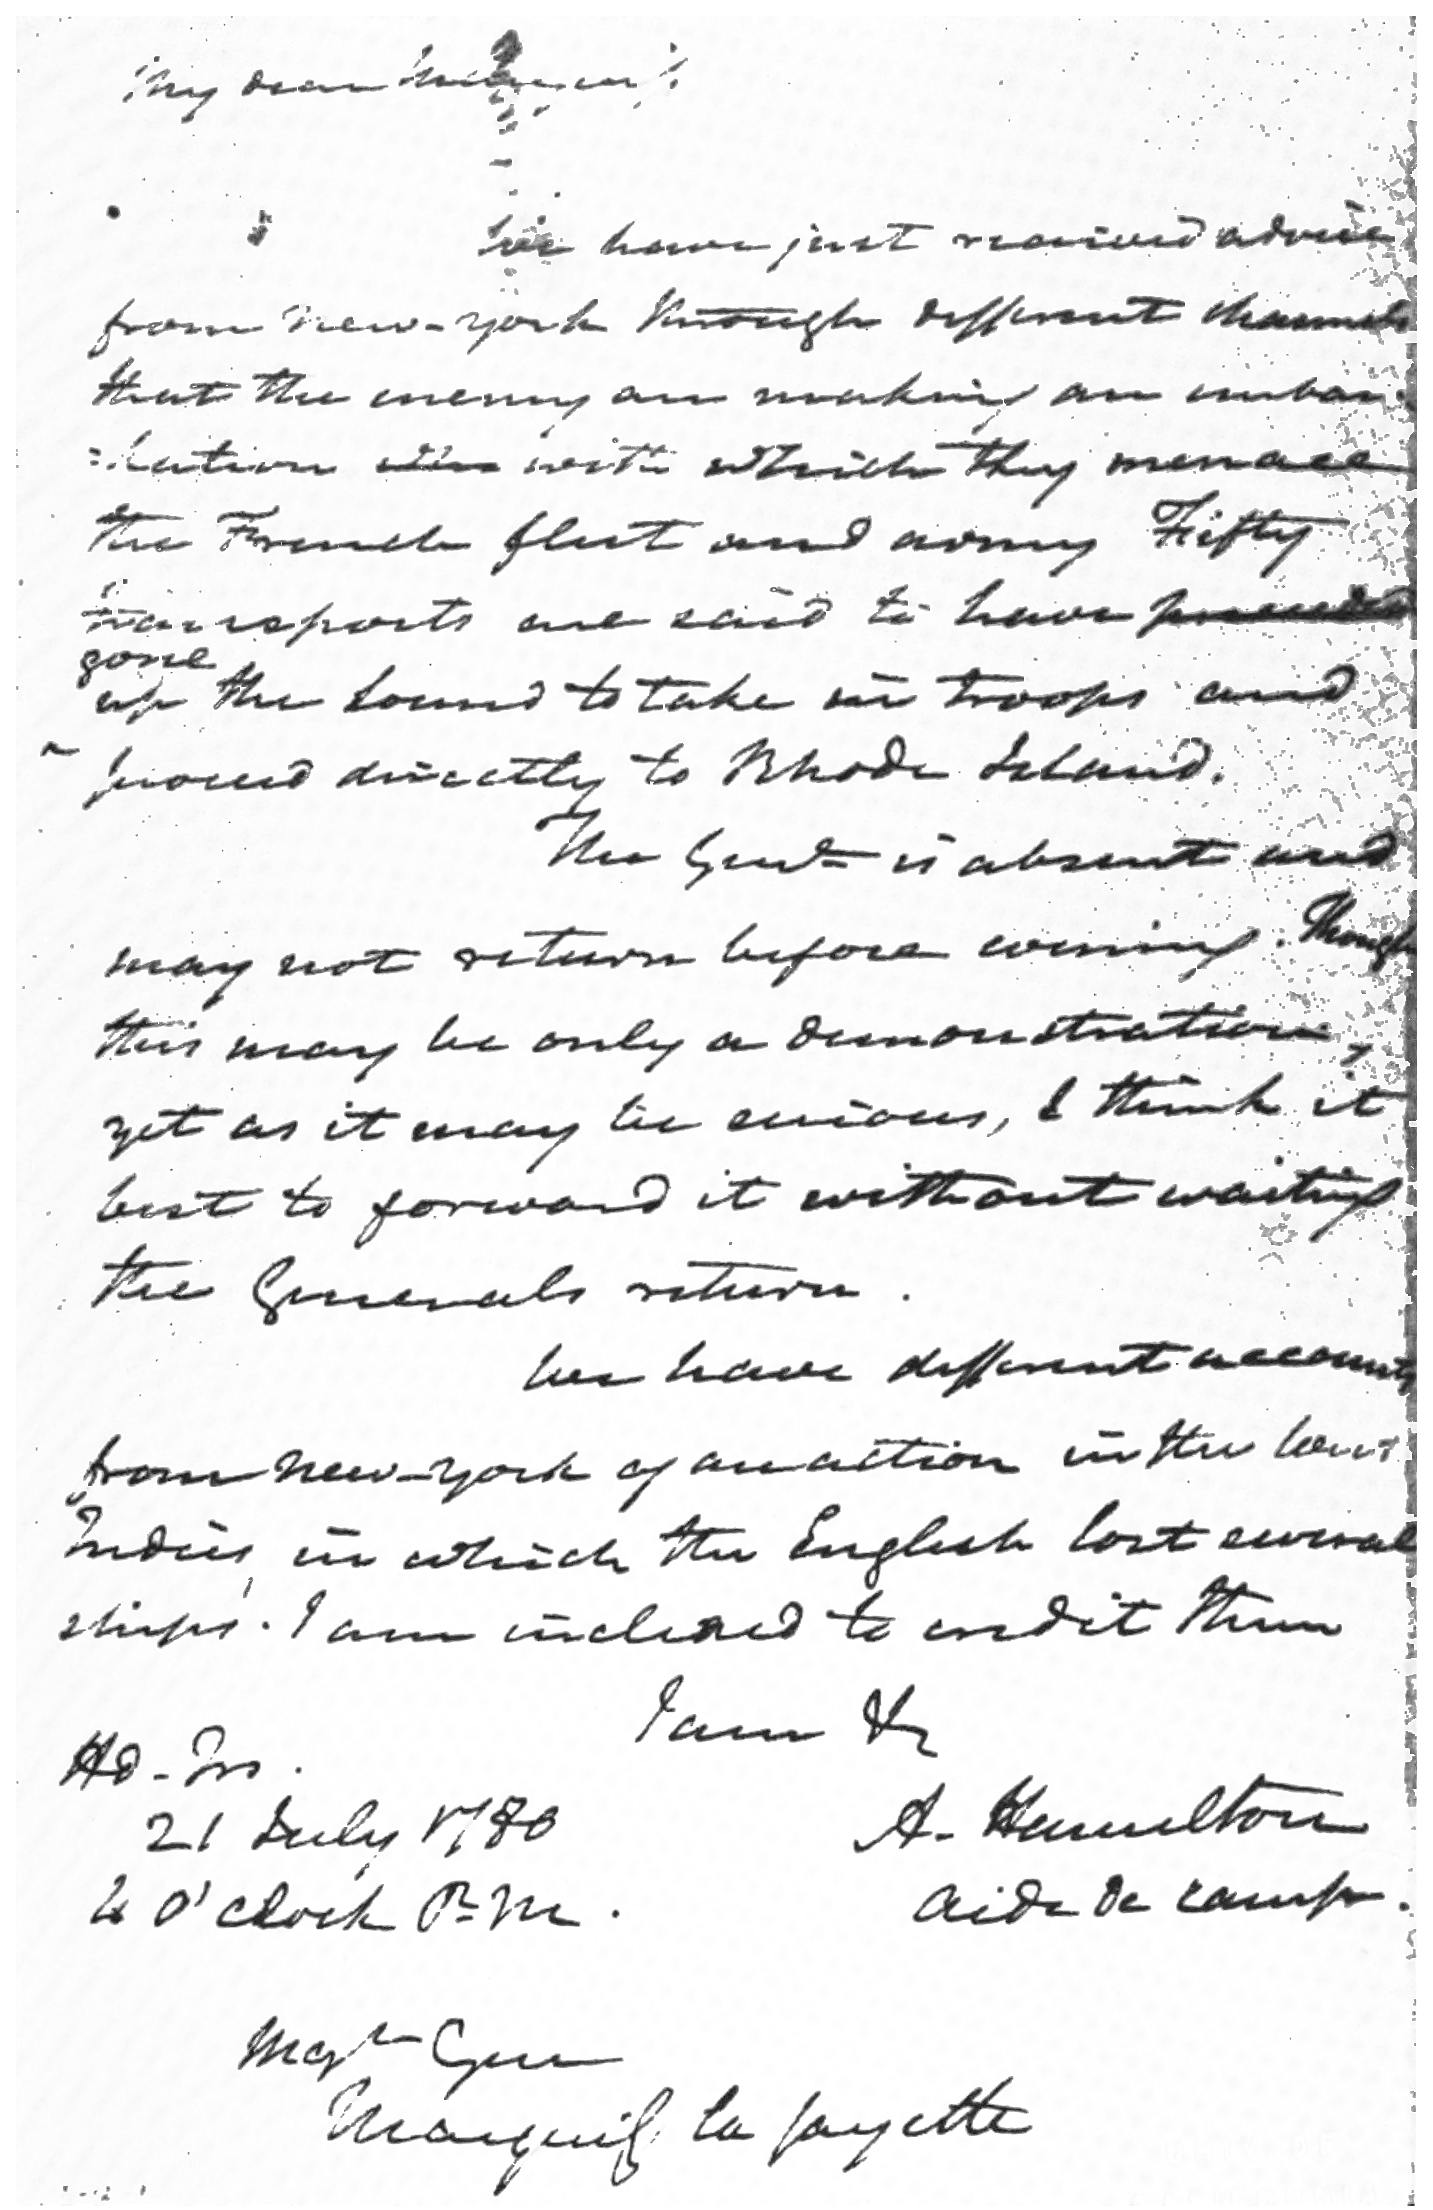 My dear Marquis
We have just received advice
from New-York through different channels
that the enemy are making an embar-
:kation with which they menace
the French fleet and army Fifty
transports are said to have
gone
up the Sound to take in troops and
proceed directly to Rhode Island.
The Genl is absent and
may not return before evening. Though
this may be only a demonstration,
yet as it may be serious, I think it
best to forward it without waiting
the Generals return.
We have different accounts
from New-York of an action in the West
Indies, in which the English lost several
ships. I am inclined to credit them
I am &c
Hd-Qrs.
21 July 1780
4 O'clock P.M.
A. Hamilton
Aide De Camp.
Majr Gen
Marquiss La Fayette